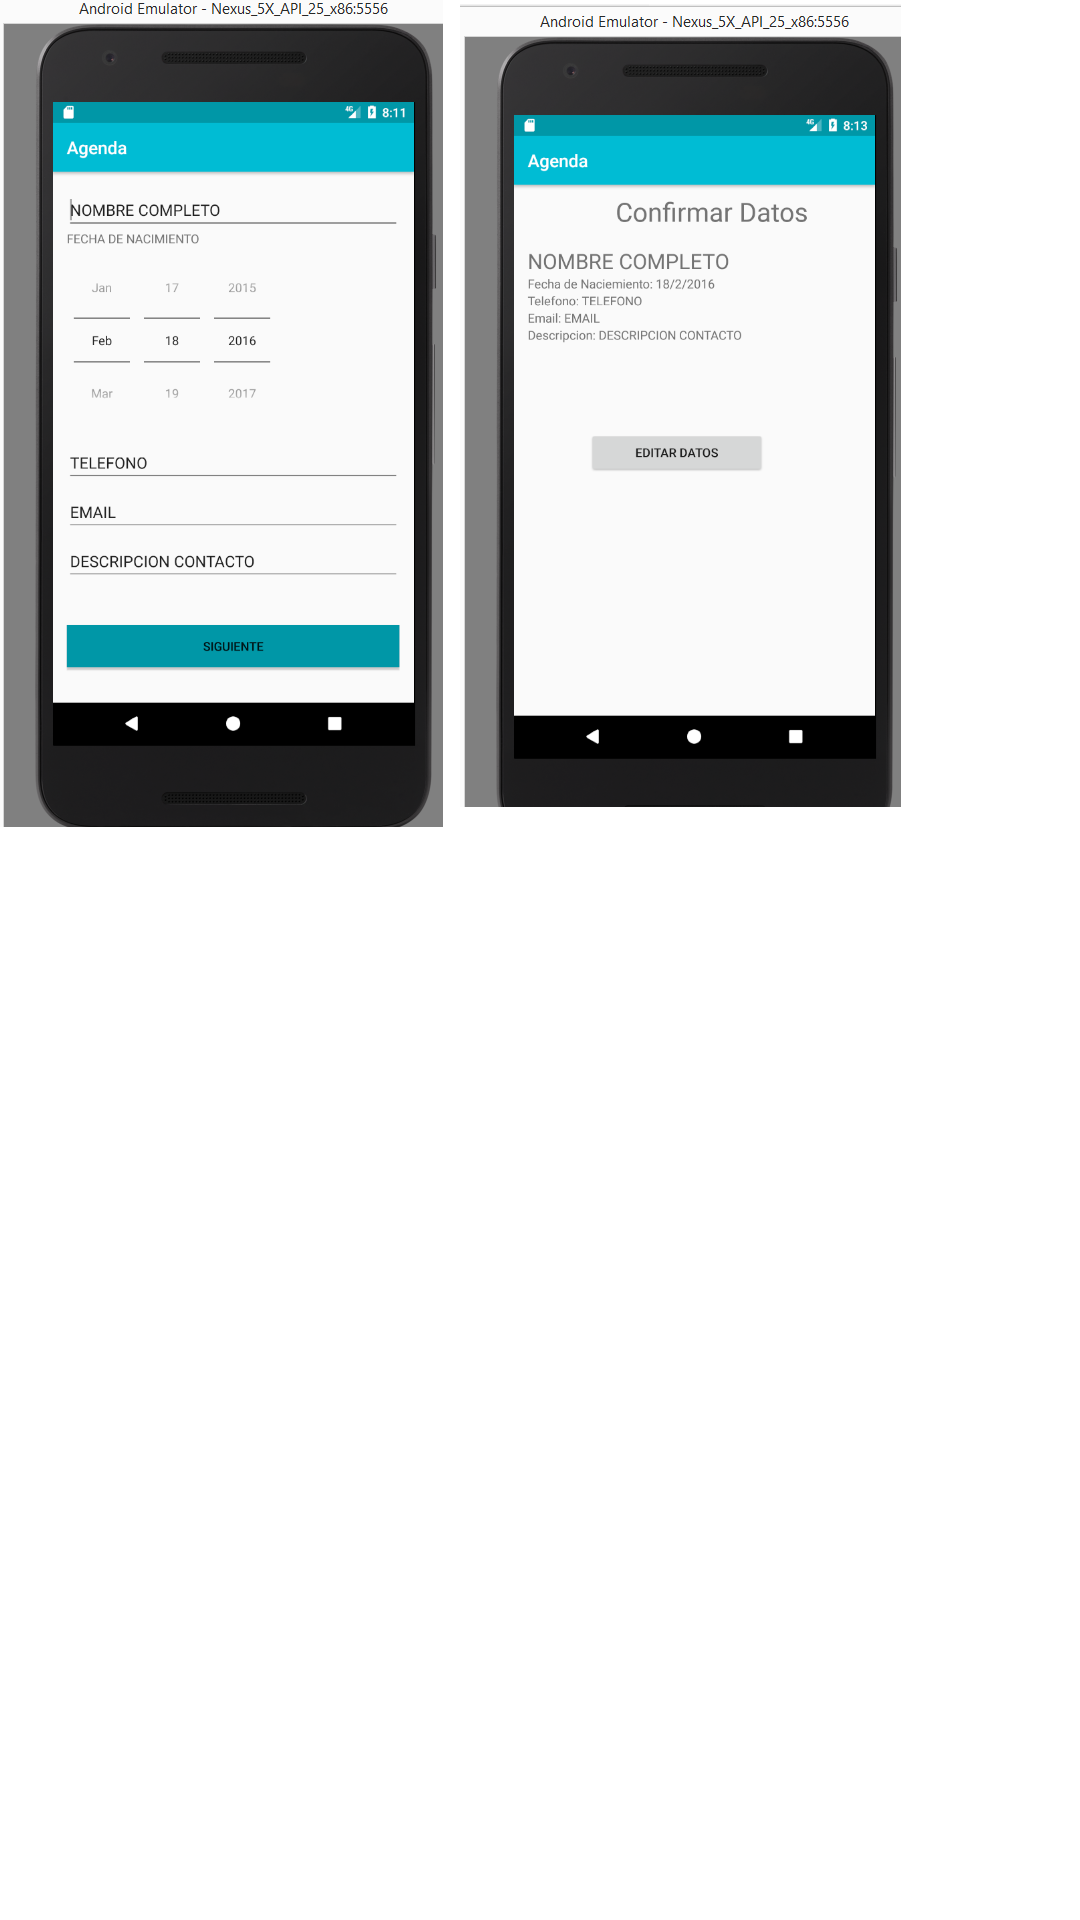 Android Emulator - Nexus_5X_API_25_x86:5556
4G 8:11
Agenda
NOMBRE COMPLETO
FECHA DE NACIMIENTO
Jan 17 2015
Feb 18 2016
Mar 19 2017
TELEFONO
EMAIL
DESCRIPCION CONTACTO
SIGUIENTE
Android Emulator - Nexus_5X_API_25_x86:5556
4G 8:13
Agenda
Confirmar Datos
NOMBRE COMPLETO
Fecha de Naciemiento: 18/2/2016
Telefono: TELEFONO
Email: EMAIL
Descripcion: DESCRIPCION CONTACTO
EDITAR DATOS